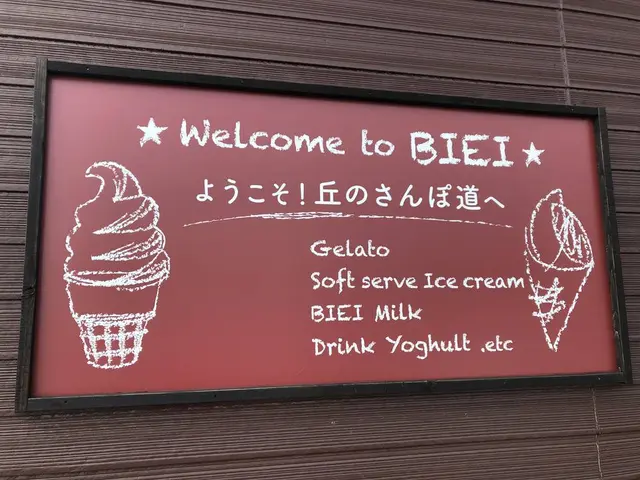 ★ Welcome to BIEI ★
ようこそ!丘のさんぽ道へ
Gelato
Soft serve Ice cream
BIEI Milk
Drink Yoghult .etc